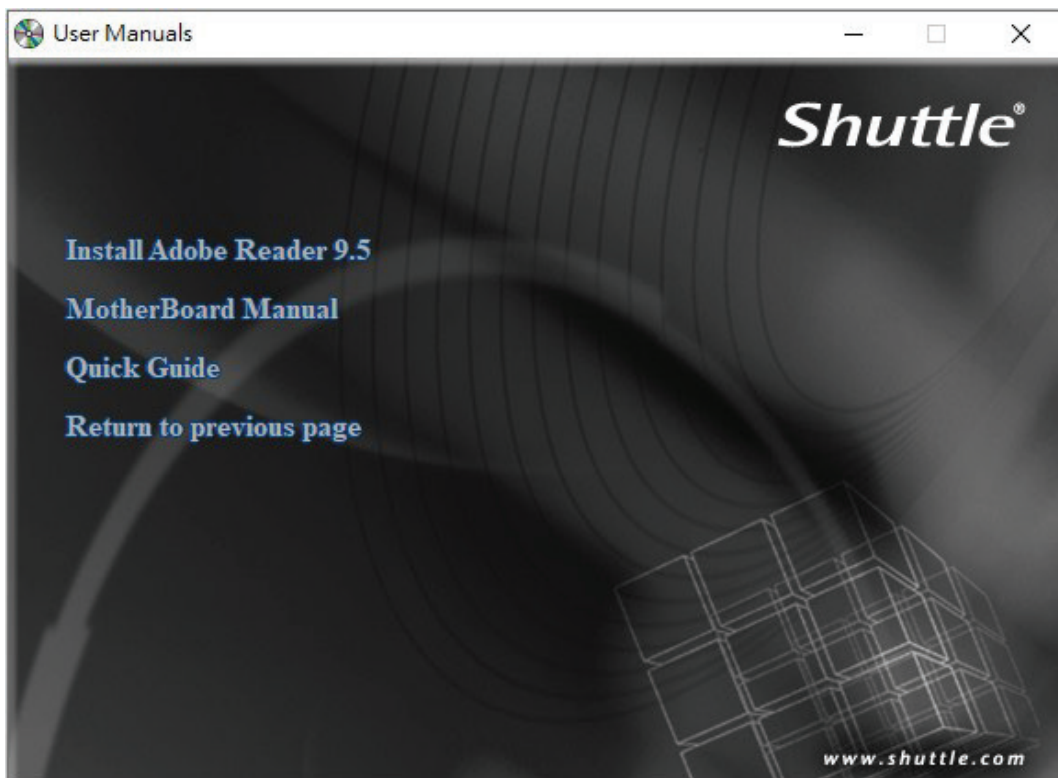 User Manuals
Shuttle®
Install Adobe Reader 9.5
MotherBoard Manual
Quick Guide
Return to previous page
www.shuttle.com